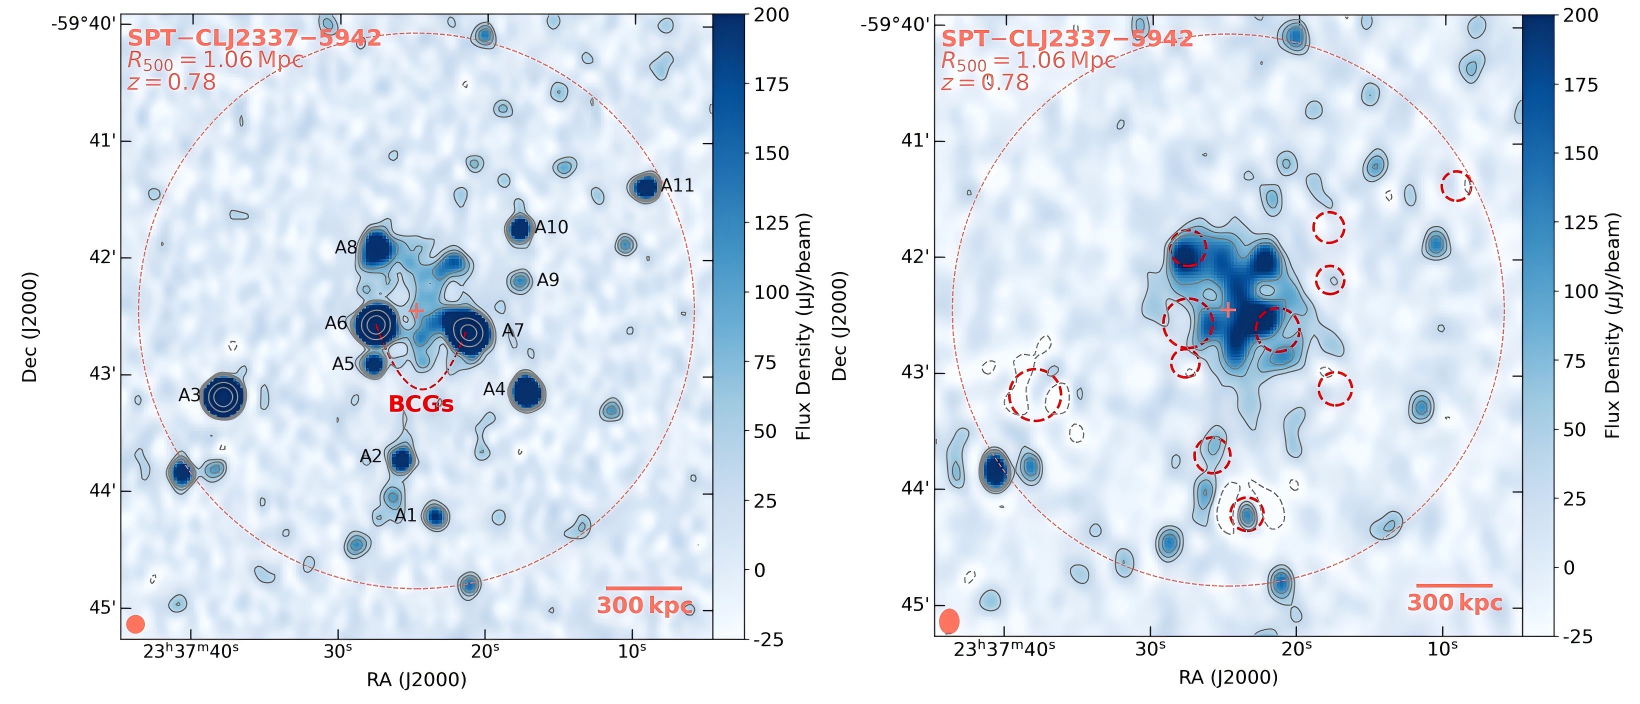 SPT−CLJ2337−5942
R₅₀₀ = 1.06 Mpc
z = 0.78
-59°40'
41'
42'
43'
44'
45'
Dec (J2000)
A11
A10
A8
A9
A6
A7
A5
A4
A3
BCGs
A2
A1
300 kpc
23ʰ37ᵐ40ˢ
30ˢ
20ˢ
10ˢ
RA (J2000)
200
175
150
125
100
75
50
25
0
-25
Flux Density (μJy/beam)
SPT−CLJ2337−5942
R₅₀₀ = 1.06 Mpc
z = 0.78
-59°40'
41'
42'
43'
44'
45'
Dec (J2000)
300 kpc
23ʰ37ᵐ40ˢ
30ˢ
20ˢ
10ˢ
RA (J2000)
200
175
150
125
100
75
50
25
0
-25
Flux Density (μJy/beam)